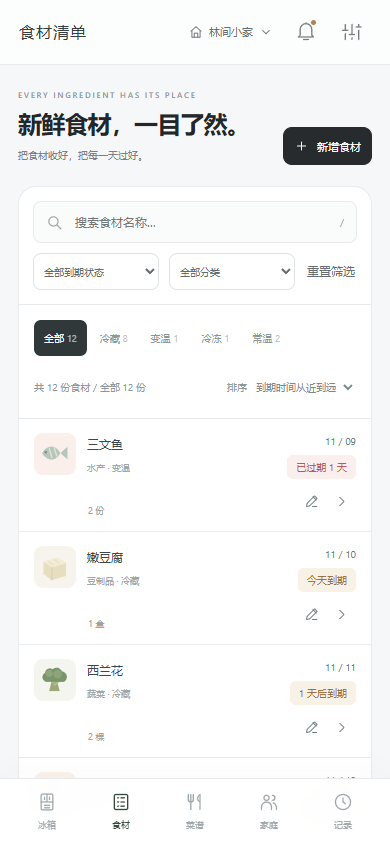 食材清单
林间小家
EVERY INGREDIENT HAS ITS PLACE
新鲜食材，一目了然。
把食材收好，把每一天过好。
+ 新增食材
搜索食材名称...
/
全部到期状态
全部分类
重置筛选
全部 12
冷藏 8
变温 1
冷冻 1
常温 2
共 12 份食材 / 全部 12 份
排序 到期时间从近到远
三文鱼
11 / 09
水产 · 变温
已过期 1 天
2 份
嫩豆腐
11 / 10
豆制品 · 冷藏
今天到期
1 盒
西兰花
11 / 11
蔬菜 · 冷藏
1 天后到期
2 棵
冰箱
食材
菜谱
家庭
记录